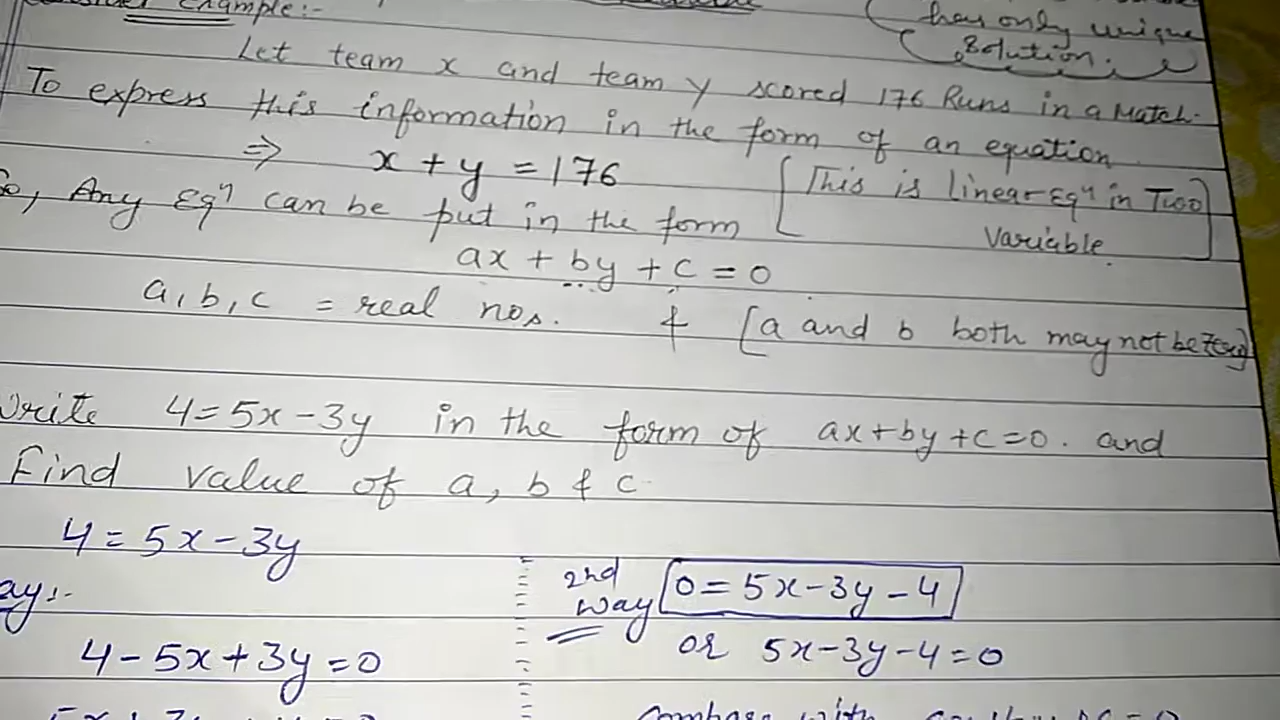 Example:-
has only unique
Solution.
Let team x and team y scored 176 Runs in a Match.
To express this information in the form of an equation
⇒ x + y = 176 [This is linear Eqⁿ in Two
Variable.]
So, Any Eqⁿ can be put in the form
ax + by + c = 0
a, b, c = real nos. & [a and b both may not be zero]
Write 4=5x-3y in the form of ax+by+c=0. and
Find value of a, b & c.
4 = 5x - 3y
ay:-
2nd way 0 = 5x-3y-4
4 - 5x + 3y = 0
or 5x-3y-4=0